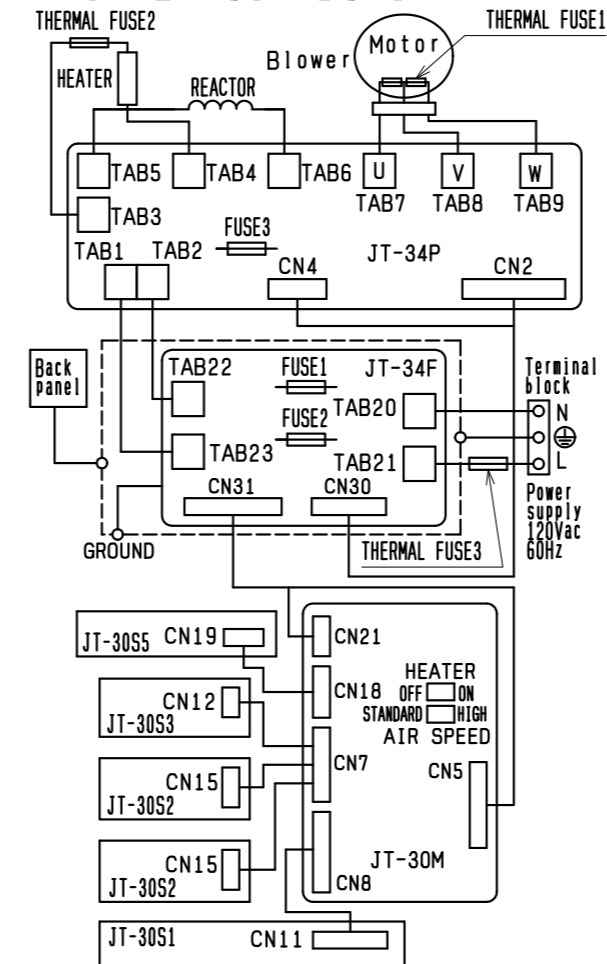 THERMAL FUSE2
THERMAL FUSE1
Blower
Motor
HEATER
REACTOR
TAB5
TAB4
TAB6
U
V
W
TAB7
TAB8
TAB9
TAB3
FUSE3
JT-34P
TAB1
TAB2
CN4
CN2
Back
panel
TAB22
FUSE1
JT-34F
Terminal
block
TAB20
N
FUSE2
TAB23
TAB21
L
CN31
CN30
Power
supply
120Vac
60Hz
GROUND
THERMAL FUSE3
JT-30S5
CN19
CN21
HEATER
CN18
OFF
ON
STANDARD
HIGH
AIR SPEED
CN12
JT-30S3
CN7
CN5
CN15
JT-30S2
CN15
JT-30S2
JT-30M
CN8
JT-30S1
CN11